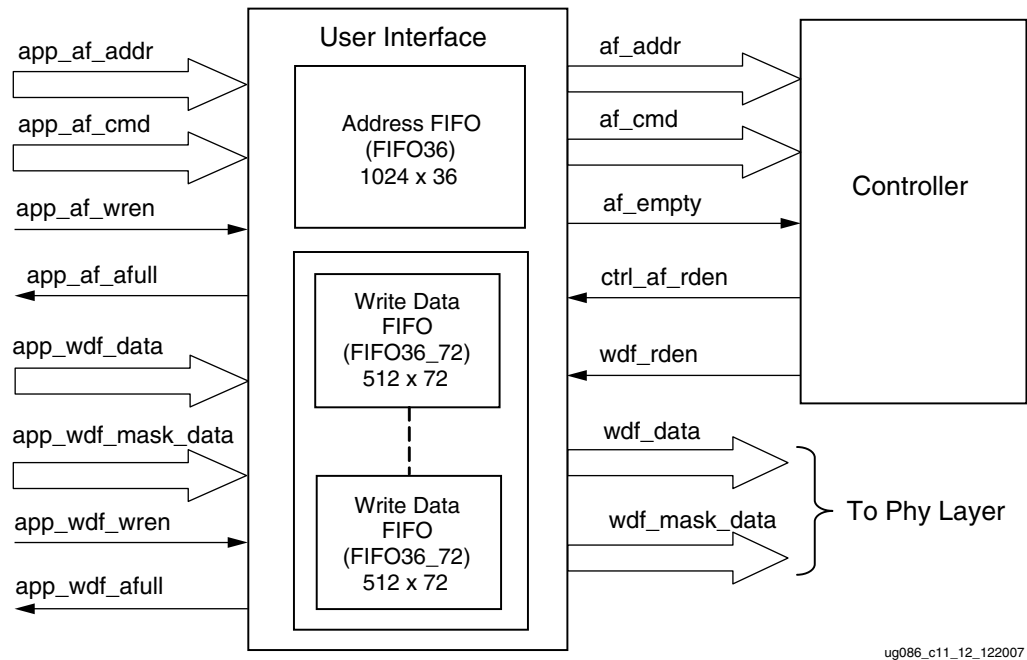 app_af_addr
app_af_cmd
app_af_wren
app_af_afull
app_wdf_data
app_wdf_mask_data
app_wdf_wren
app_wdf_afull
User Interface
Address FIFO
(FIFO36)
1024 x 36
Write Data
FIFO
(FIFO36_72)
512 x 72
Write Data
FIFO
(FIFO36_72)
512 x 72
af_addr
af_cmd
af_empty
ctrl_af_rden
wdf_rden
wdf_data
wdf_mask_data
Controller
To Phy Layer
ug086_c11_12_122007